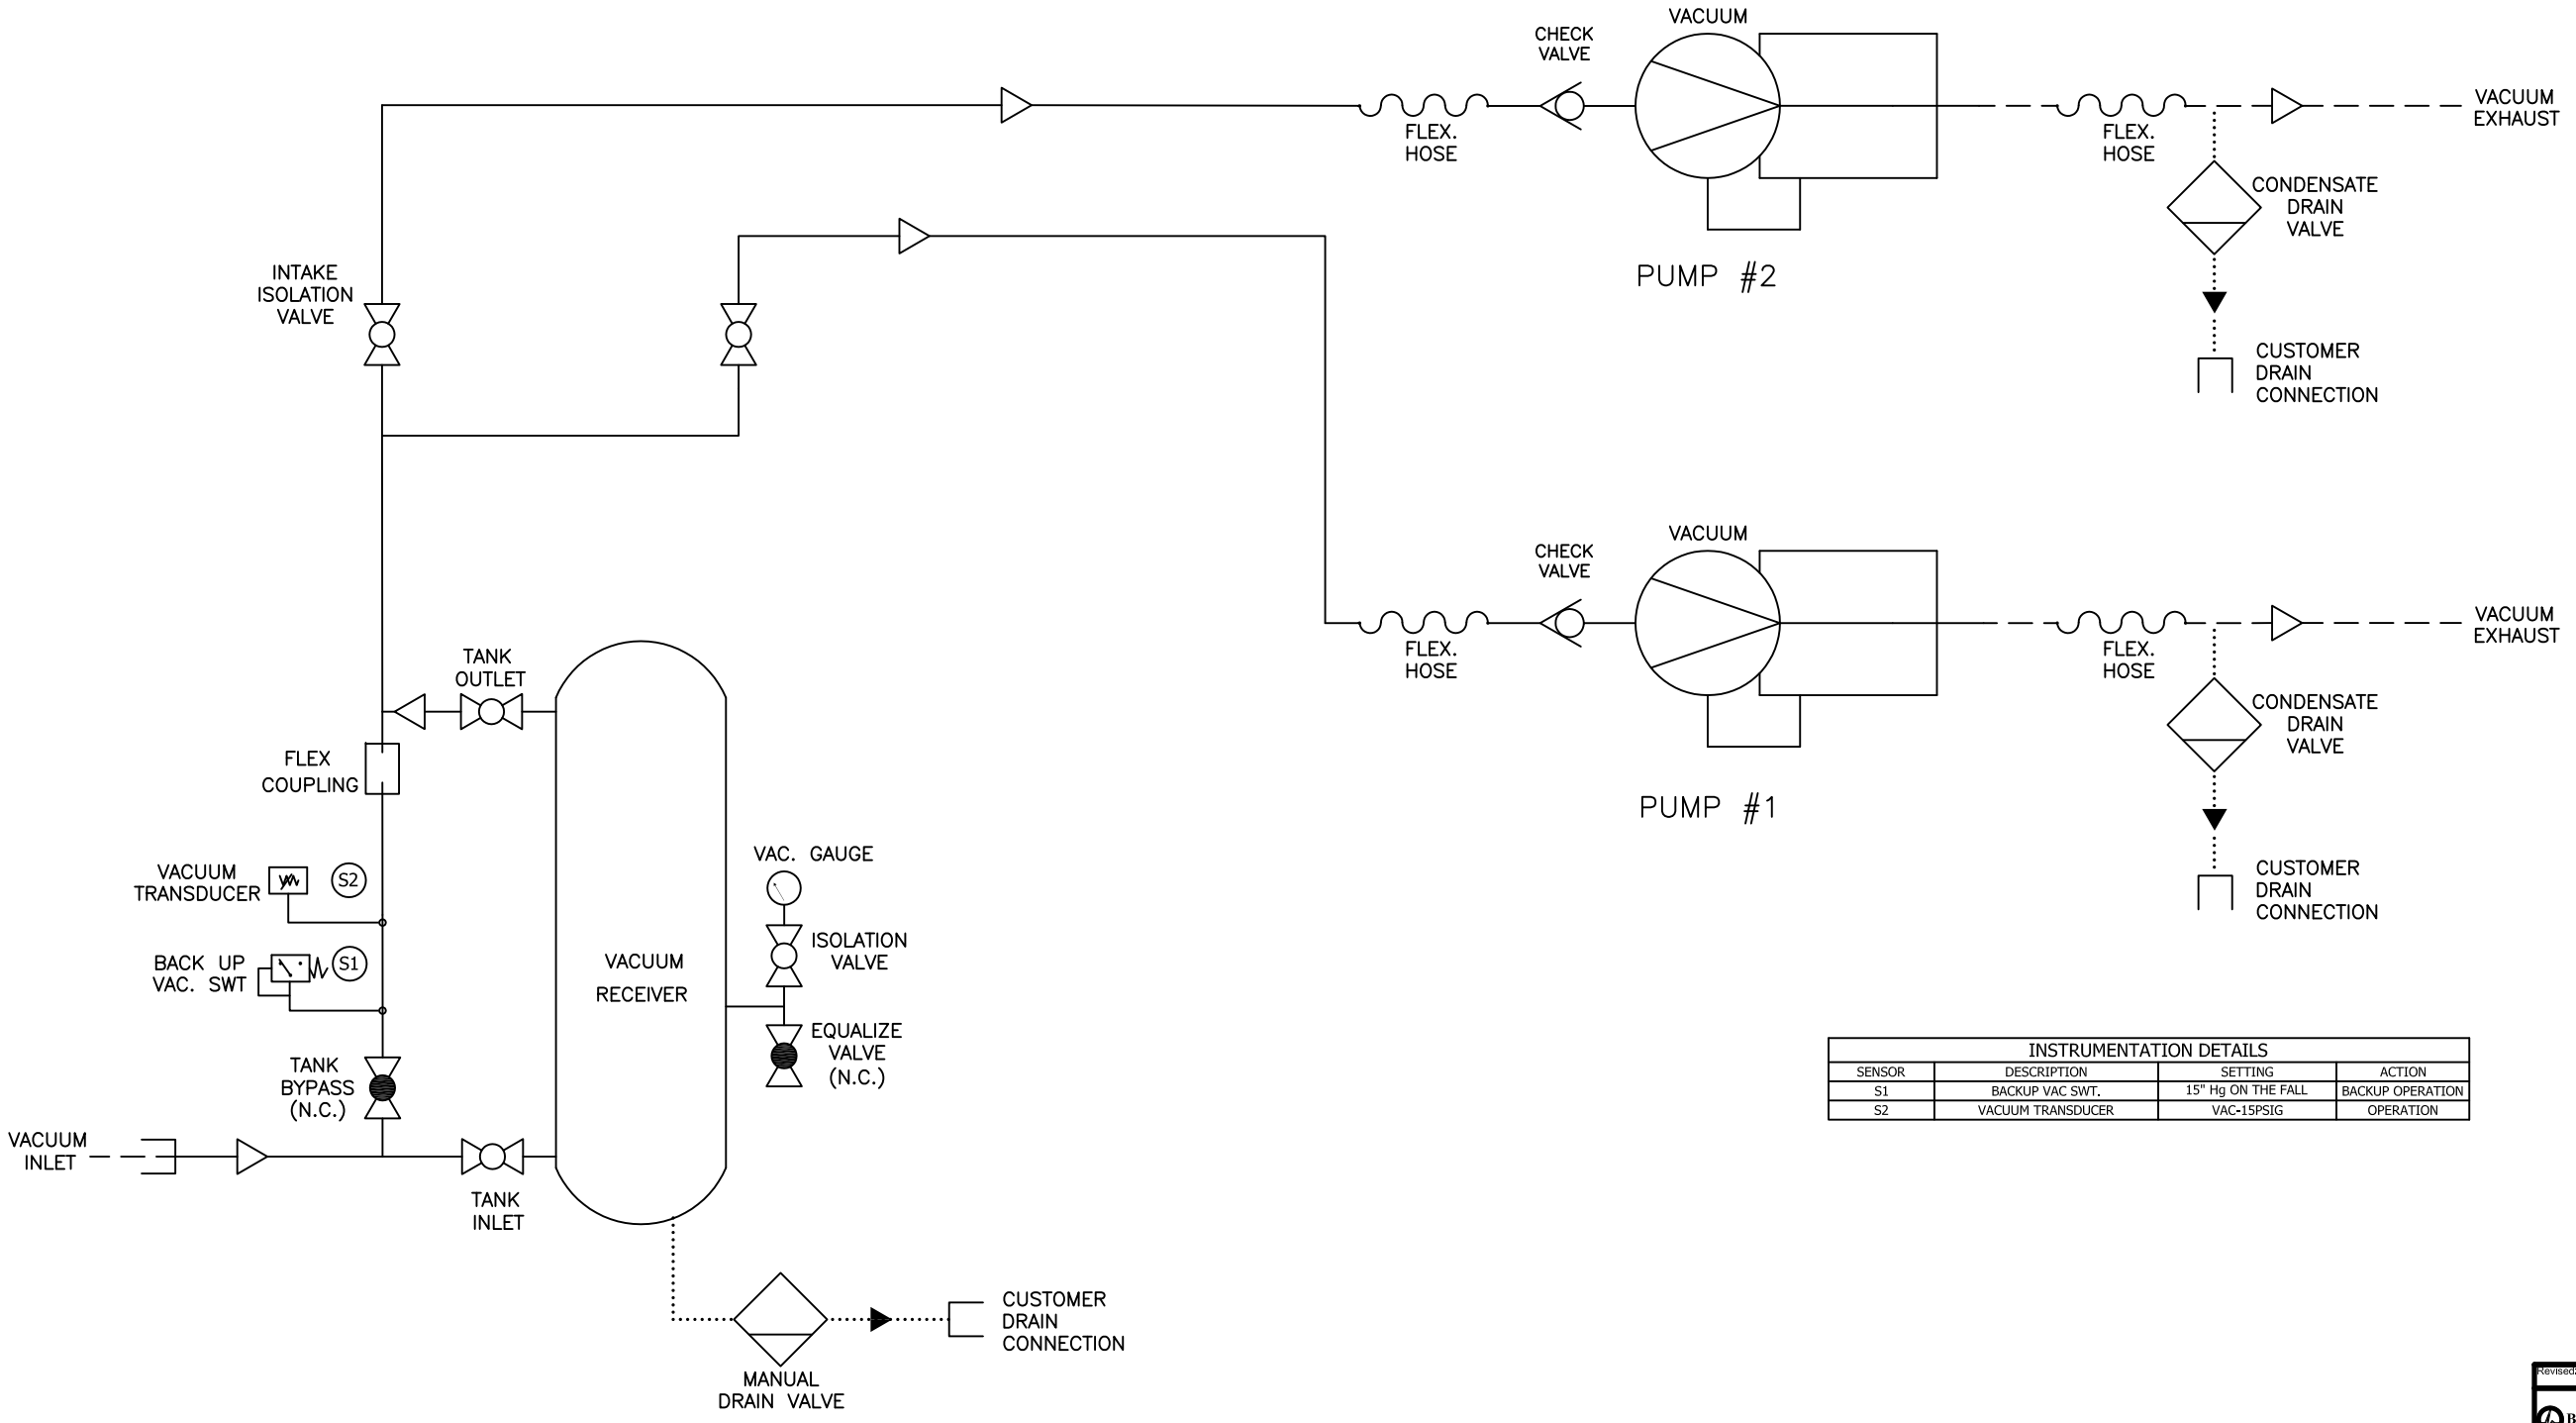 VACUUM
CHECK
VALVE
FLEX.
HOSE
FLEX.
HOSE
VACUUM
EXHAUST
CONDENSATE
DRAIN
VALVE
PUMP #2
INTAKE
ISOLATION
VALVE
CUSTOMER
DRAIN
CONNECTION
VACUUM
CHECK
VALVE
FLEX.
HOSE
FLEX.
HOSE
VACUUM
EXHAUST
CONDENSATE
DRAIN
VALVE
PUMP #1
CUSTOMER
DRAIN
CONNECTION
TANK
OUTLET
FLEX
COUPLING
VACUUM
TRANSDUCER
S2
BACK UP
VAC. SWT
S1
VACUUM
RECEIVER
VAC. GAUGE
ISOLATION
VALVE
EQUALIZE
VALVE
(N.C.)
TANK
BYPASS
(N.C.)
VACUUM
INLET
TANK
INLET
INSTRUMENTATION DETAILS
SENSOR DESCRIPTION SETTING ACTION
S1 BACKUP VAC SWT. 15" Hg ON THE FALL BACKUP OPERATION
S2 VACUUM TRANSDUCER VAC-15PSIG OPERATION
CUSTOMER
DRAIN
CONNECTION
MANUAL
DRAIN VALVE
Revised